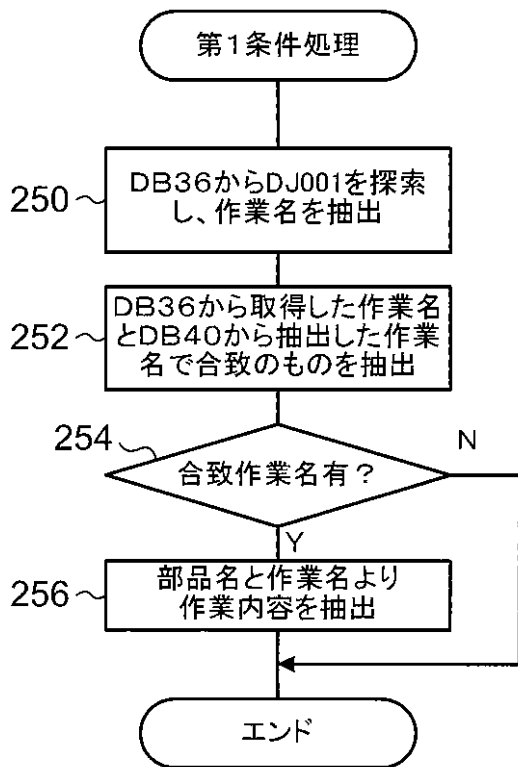 第1条件処理
250
DB36からDJ001を探索
し、作業名を抽出
252
DB36から取得した作業名
とDB40から抽出した作業
名で合致のものを抽出
254
合致作業名有？
N
Y
256
部品名と作業名より
作業内容を抽出
エンド